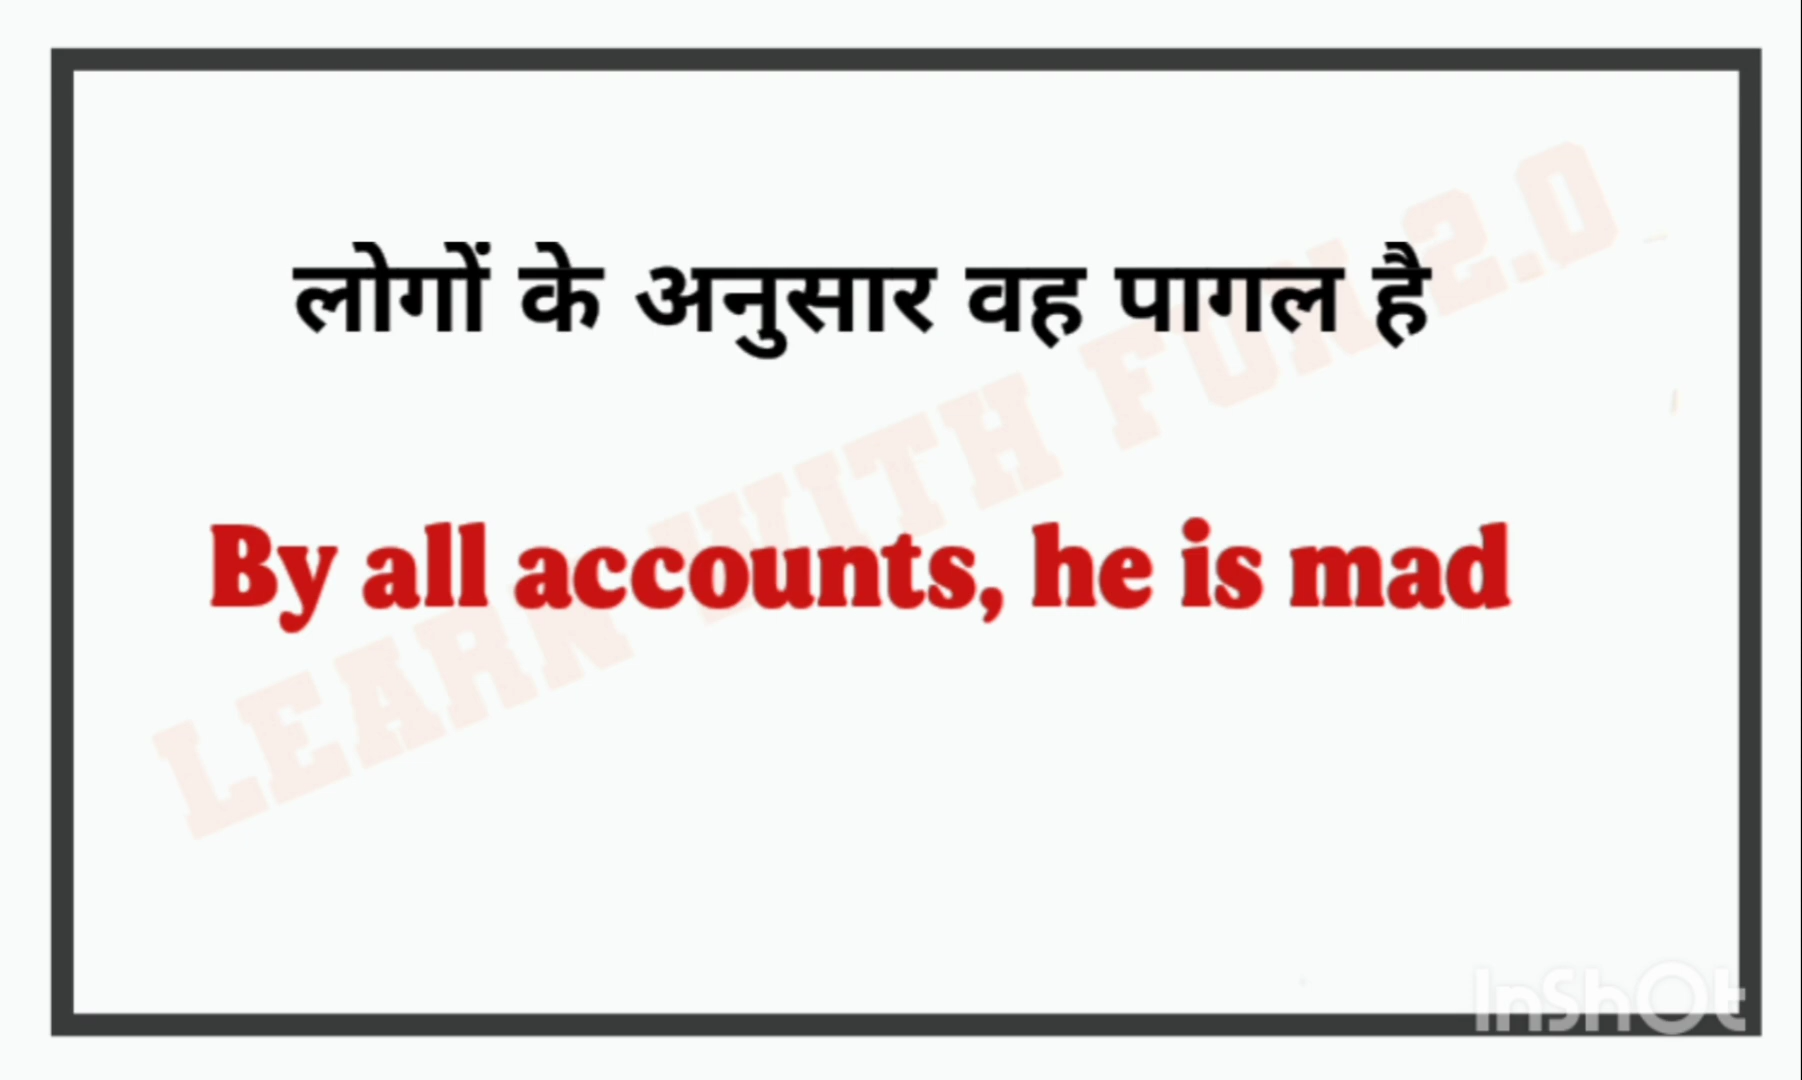 लोगों के अनुसार वह पागल है
By all accounts, he is mad
LEARN WITH FUN 2.0
InShOt